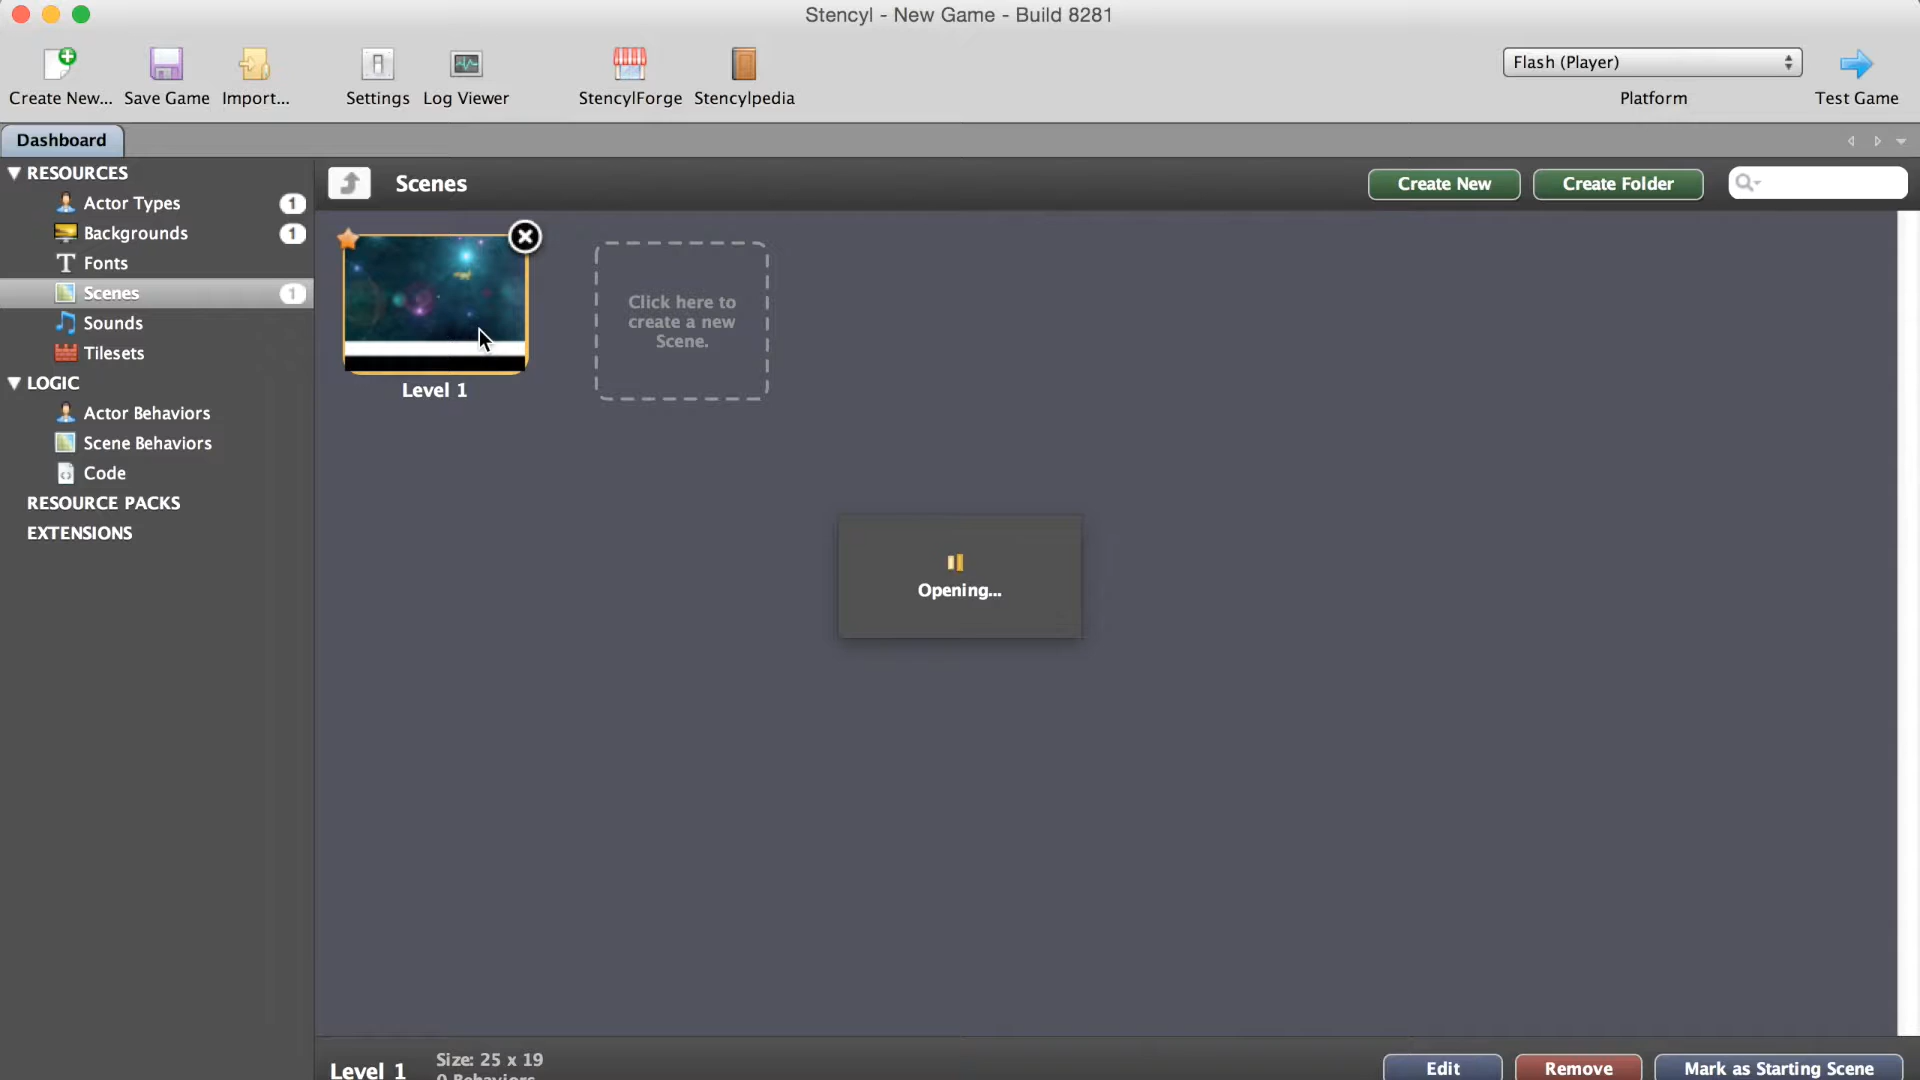 Stencyl - New Game - Build 8281
Create New... Save Game Import... Settings Log Viewer StencylForge Stencylpedia
Flash (Player)
Platform Test Game
Dashboard
RESOURCES
Actor Types 1
Backgrounds 1
Fonts
Scenes 1
Sounds
Tilesets
LOGIC
Actor Behaviors
Scene Behaviors
Code
RESOURCE PACKS
EXTENSIONS
Scenes
Create New Create Folder
Level 1
Click here to
create a new
Scene.
Opening...
Level 1
Size: 25 x 19
0 Behaviors
Edit Remove Mark as Starting Scene